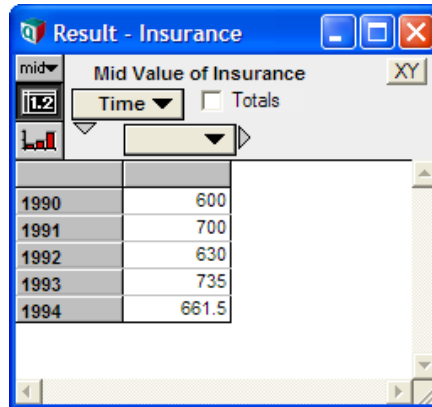 Result - Insurance
mid
Mid Value of Insurance
XY
1.2
Time
Totals
1990 600
1991 700
1992 630
1993 735
1994 661.5